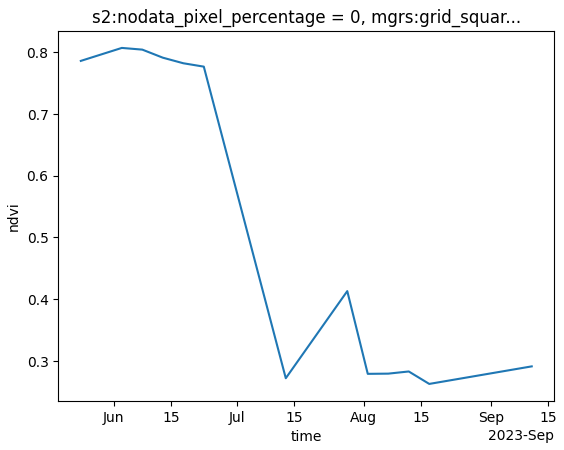 s2:nodata_pixel_percentage = 0, mgrs:grid_squar...
0.8
0.7
0.6
0.5
0.4
0.3
ndvi
Jun 15 Jul 15 Aug 15 Sep 15
time
2023-Sep